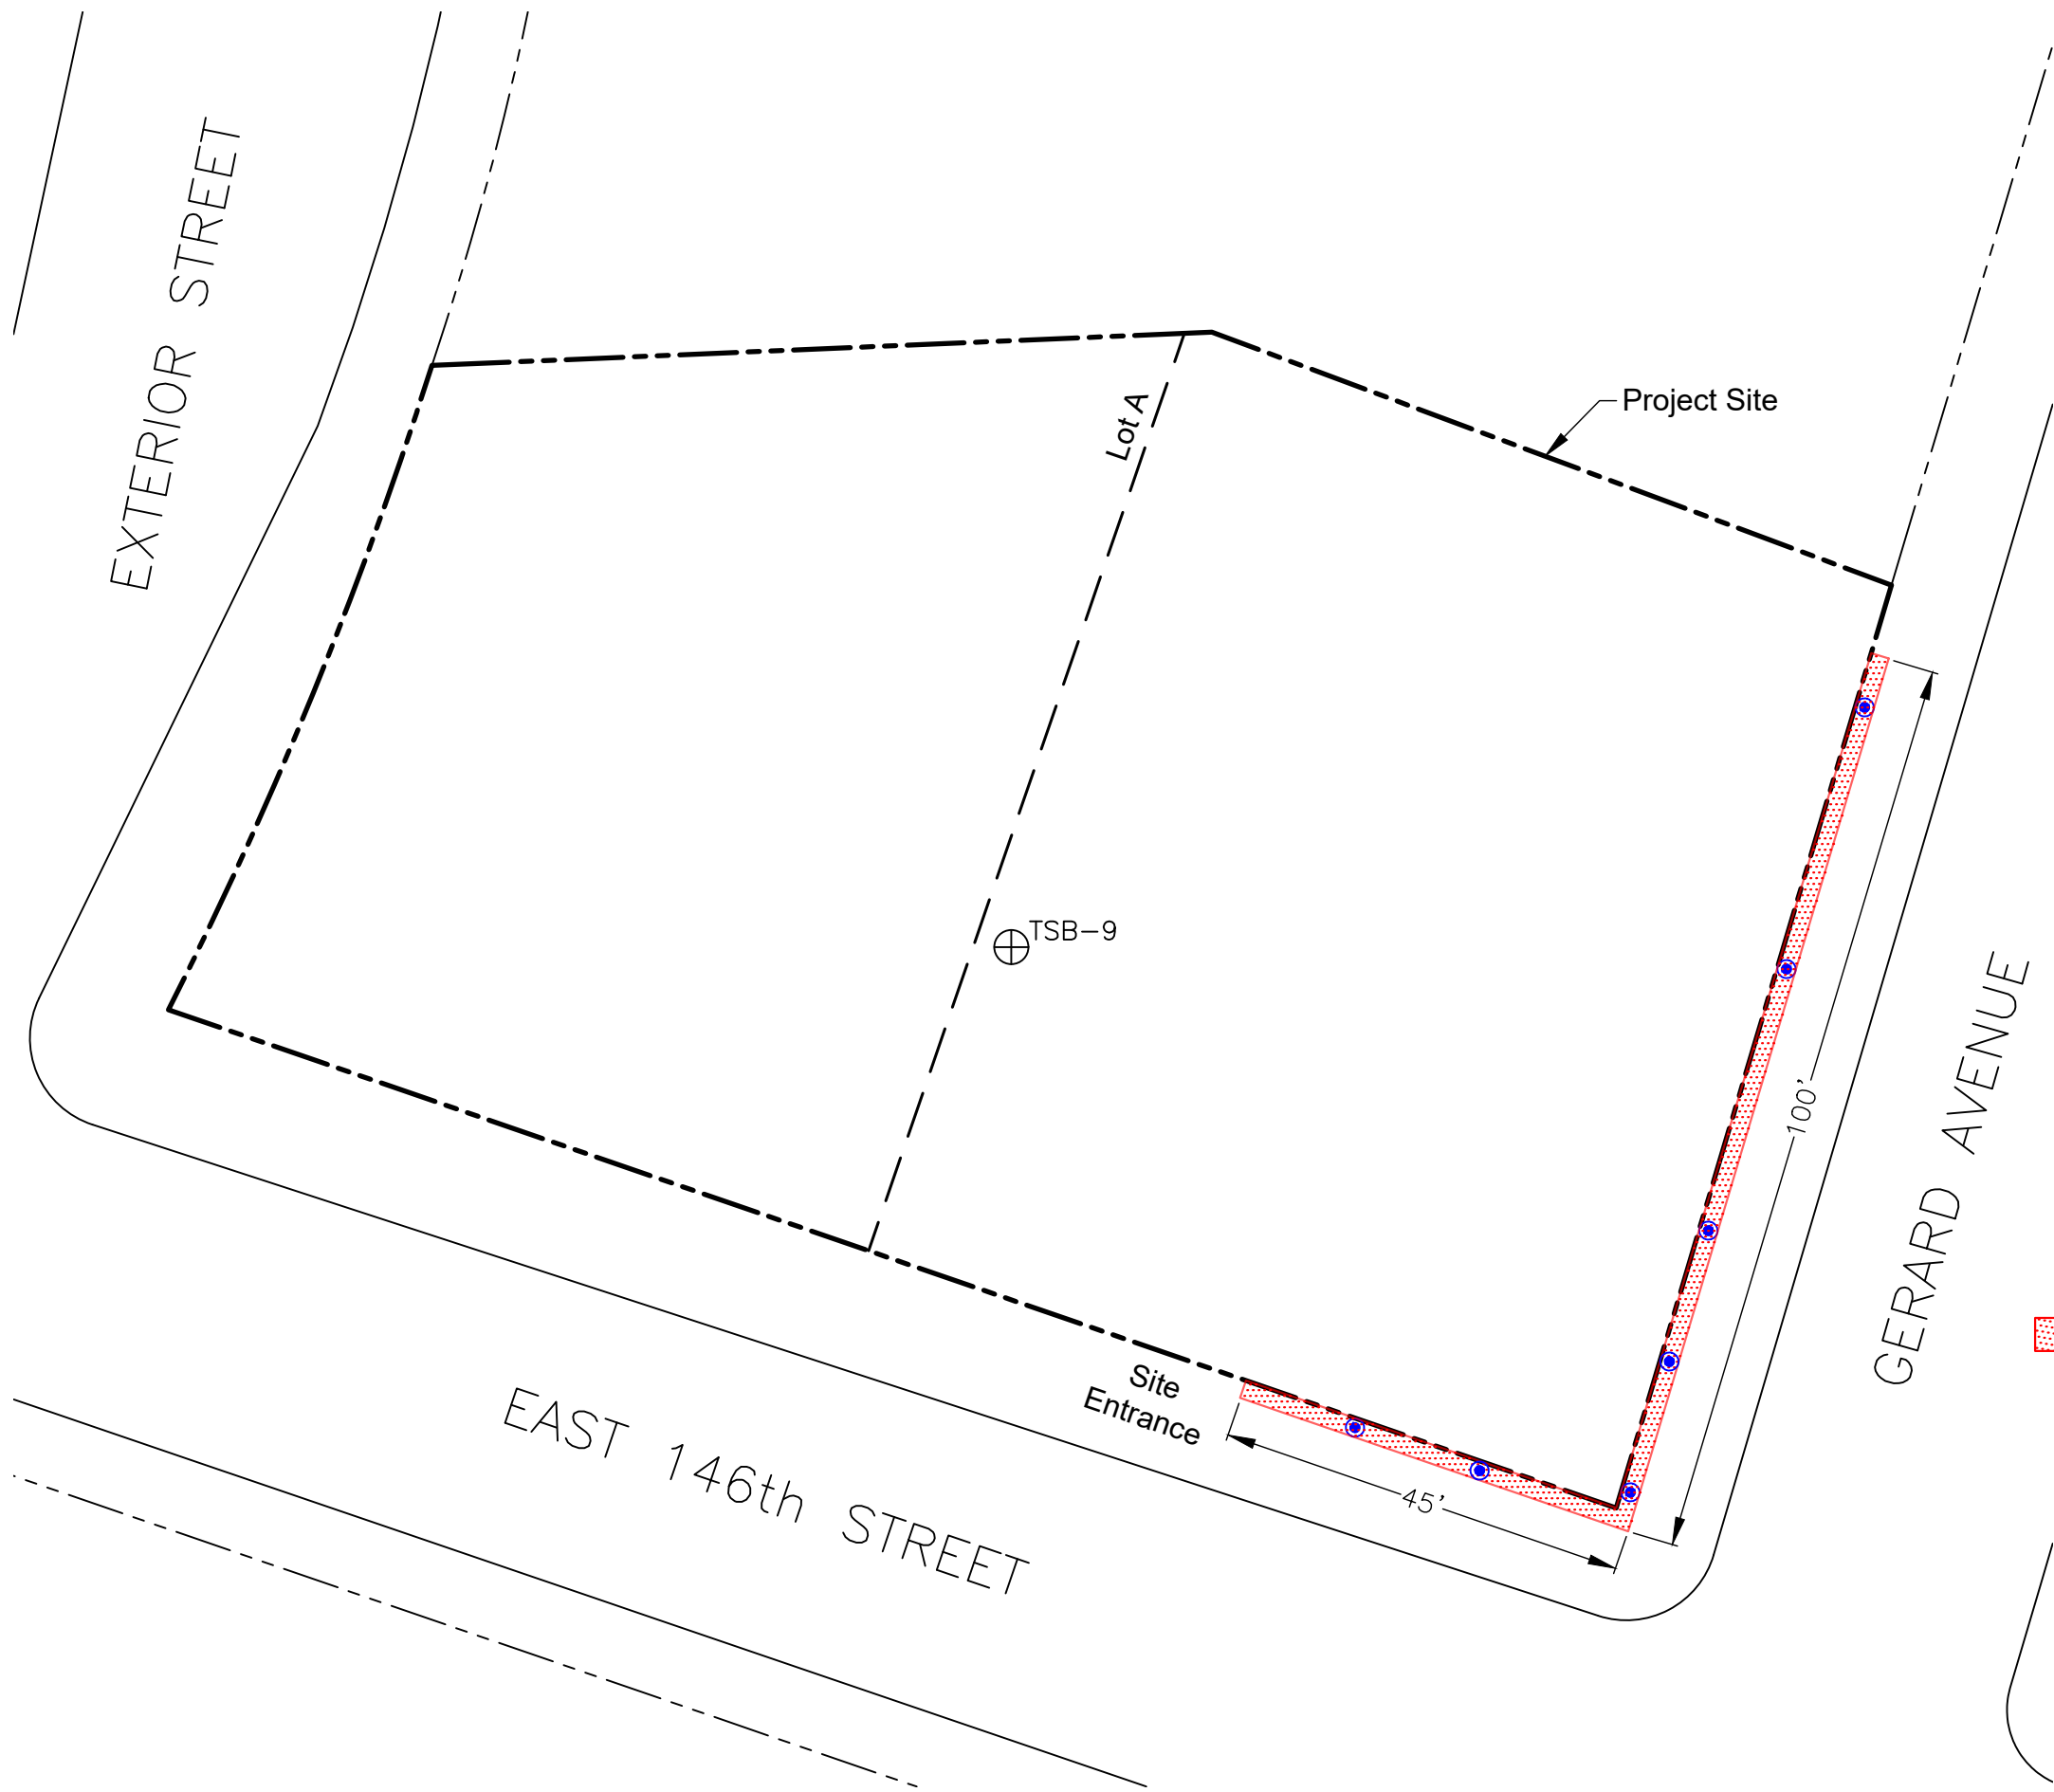 EXTERIOR STREET
Lot A
Project Site
TSB-9
100'
GERARD AVENUE
Site
Entrance
45'
EAST 146th STREET